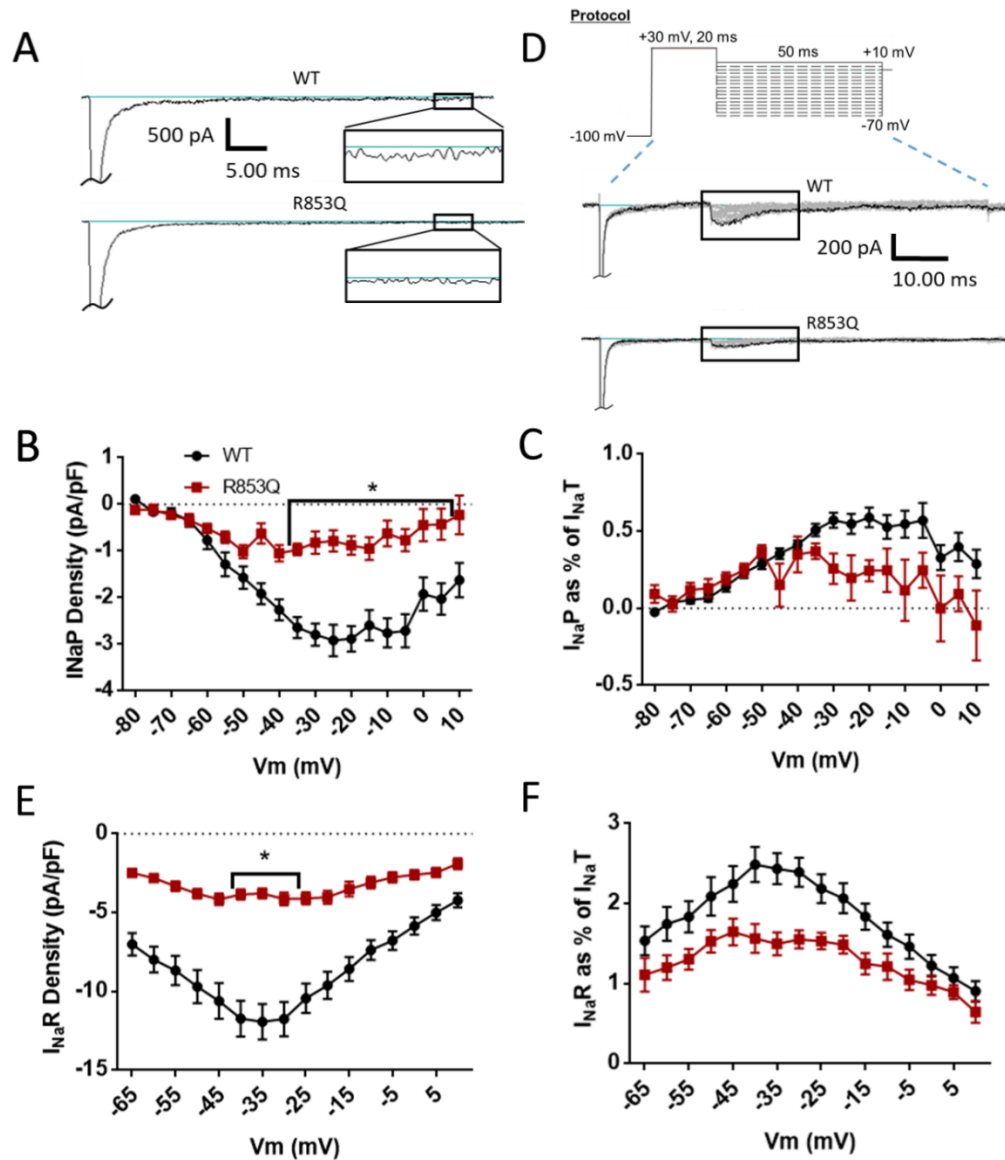 A
WT
500 pA
5.00 ms
R853Q
D
Protocol
+30 mV, 20 ms
50 ms
+10 mV
-100 mV
-70 mV
WT
200 pA
10.00 ms
R853Q
B
WT
R853Q
*
INaP Density (pA/pF)
1
0
-1
-2
-3
-4
-80
-70
-60
-50
-40
-30
-20
-10
0
10
Vm (mV)
C
INaP as % of INaT
1.0
0.5
0.0
-0.5
-80
-70
-60
-50
-40
-30
-20
-10
0
10
Vm (mV)
E
*
INaR Density (pA/pF)
0
-5
-10
-15
-65
-55
-45
-35
-25
-15
-5
5
Vm (mV)
F
INaR as % of INaT
3
2
1
0
-65
-55
-45
-35
-25
-15
-5
5
Vm (mV)